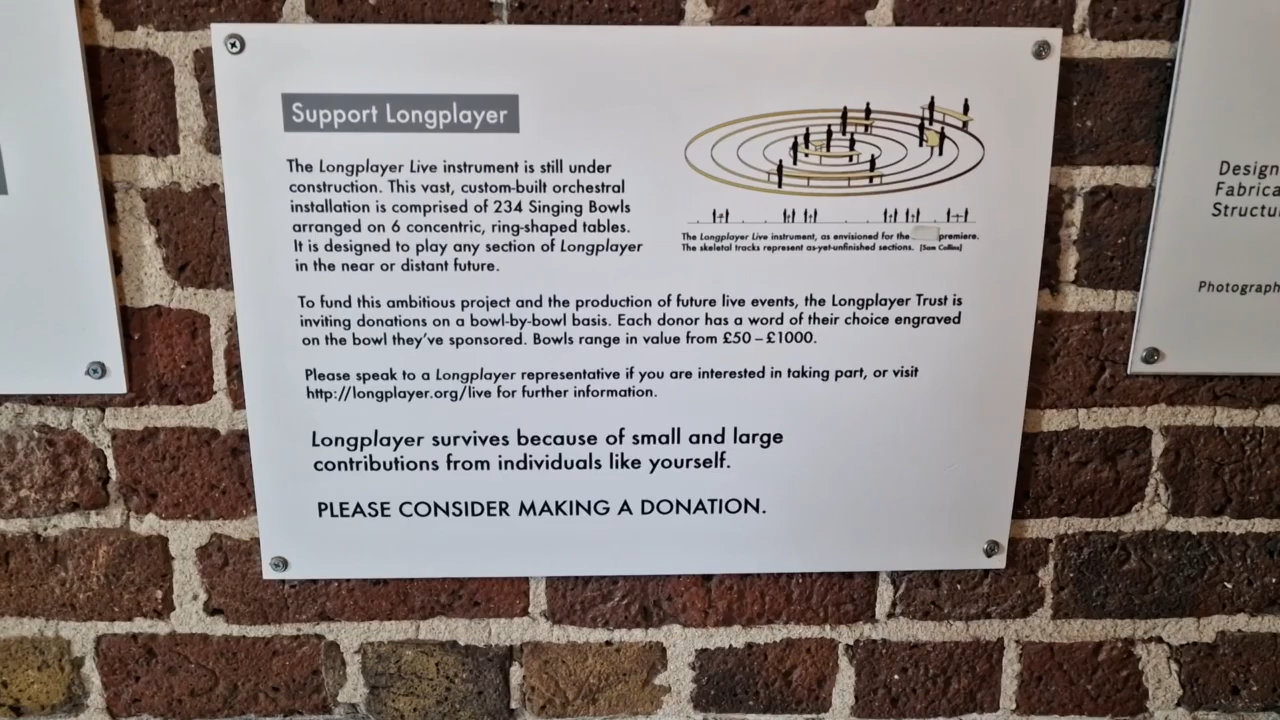 Support Longplayer
The Longplayer Live instrument is still under
construction. This vast, custom-built orchestral
installation is comprised of 234 Singing Bowls
arranged on 6 concentric, ring-shaped tables.
It is designed to play any section of Longplayer
in the near or distant future.
The Longplayer Live instrument, as envisioned for the premiere.
The skeletal tracks represent as-yet-unfinished sections. [Sam Collins]
To fund this ambitious project and the production of future live events, the Longplayer Trust is
inviting donations on a bowl-by-bowl basis. Each donor has a word of their choice engraved
on the bowl they've sponsored. Bowls range in value from £50 – £1000.
Please speak to a Longplayer representative if you are interested in taking part, or visit
http://longplayer.org/live for further information.
Longplayer survives because of small and large
contributions from individuals like yourself.
PLEASE CONSIDER MAKING A DONATION.
Design
Fabrica
Structu
Photograph